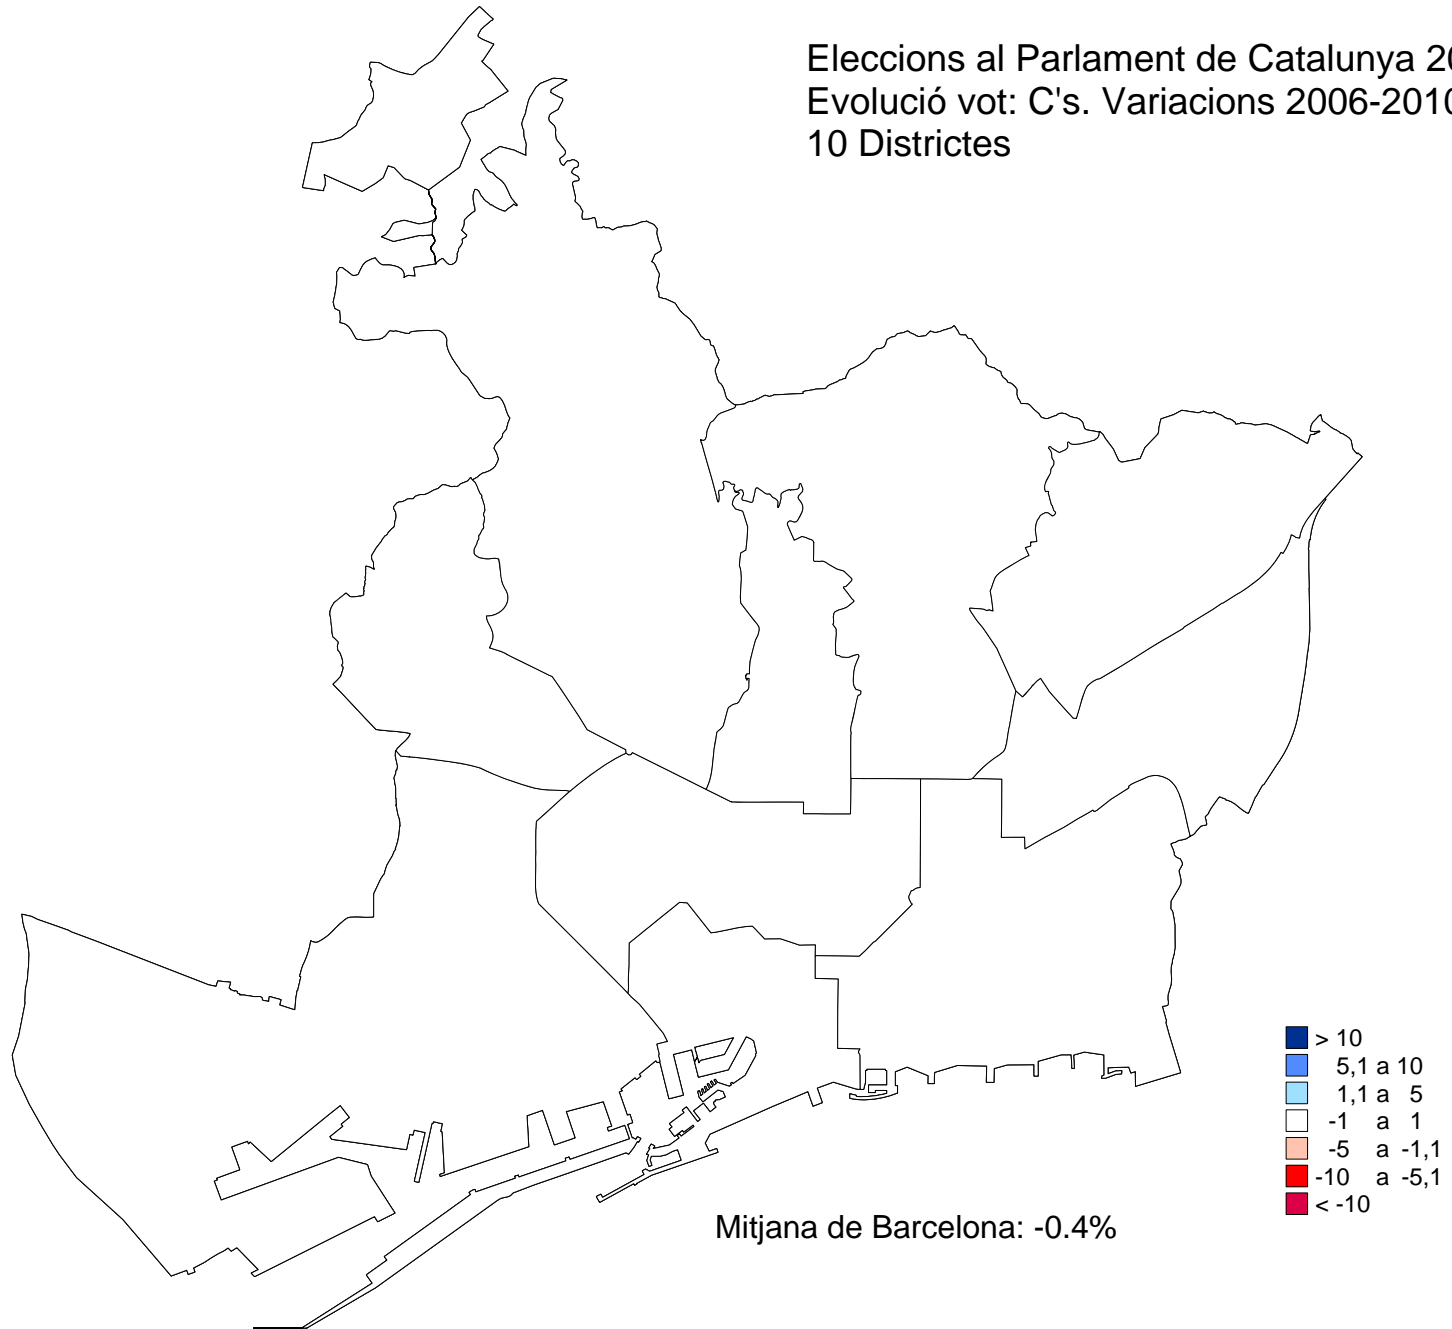 Eleccions al Parlament de Catalunya 20
Evolució vot: C's. Variacions 2006-2010
10 Districtes
> 10
5,1 a 10
1,1 a 5
-1 a 1
-5 a -1,1
-10 a -5,1
< -10
Mitjana de Barcelona: -0.4%